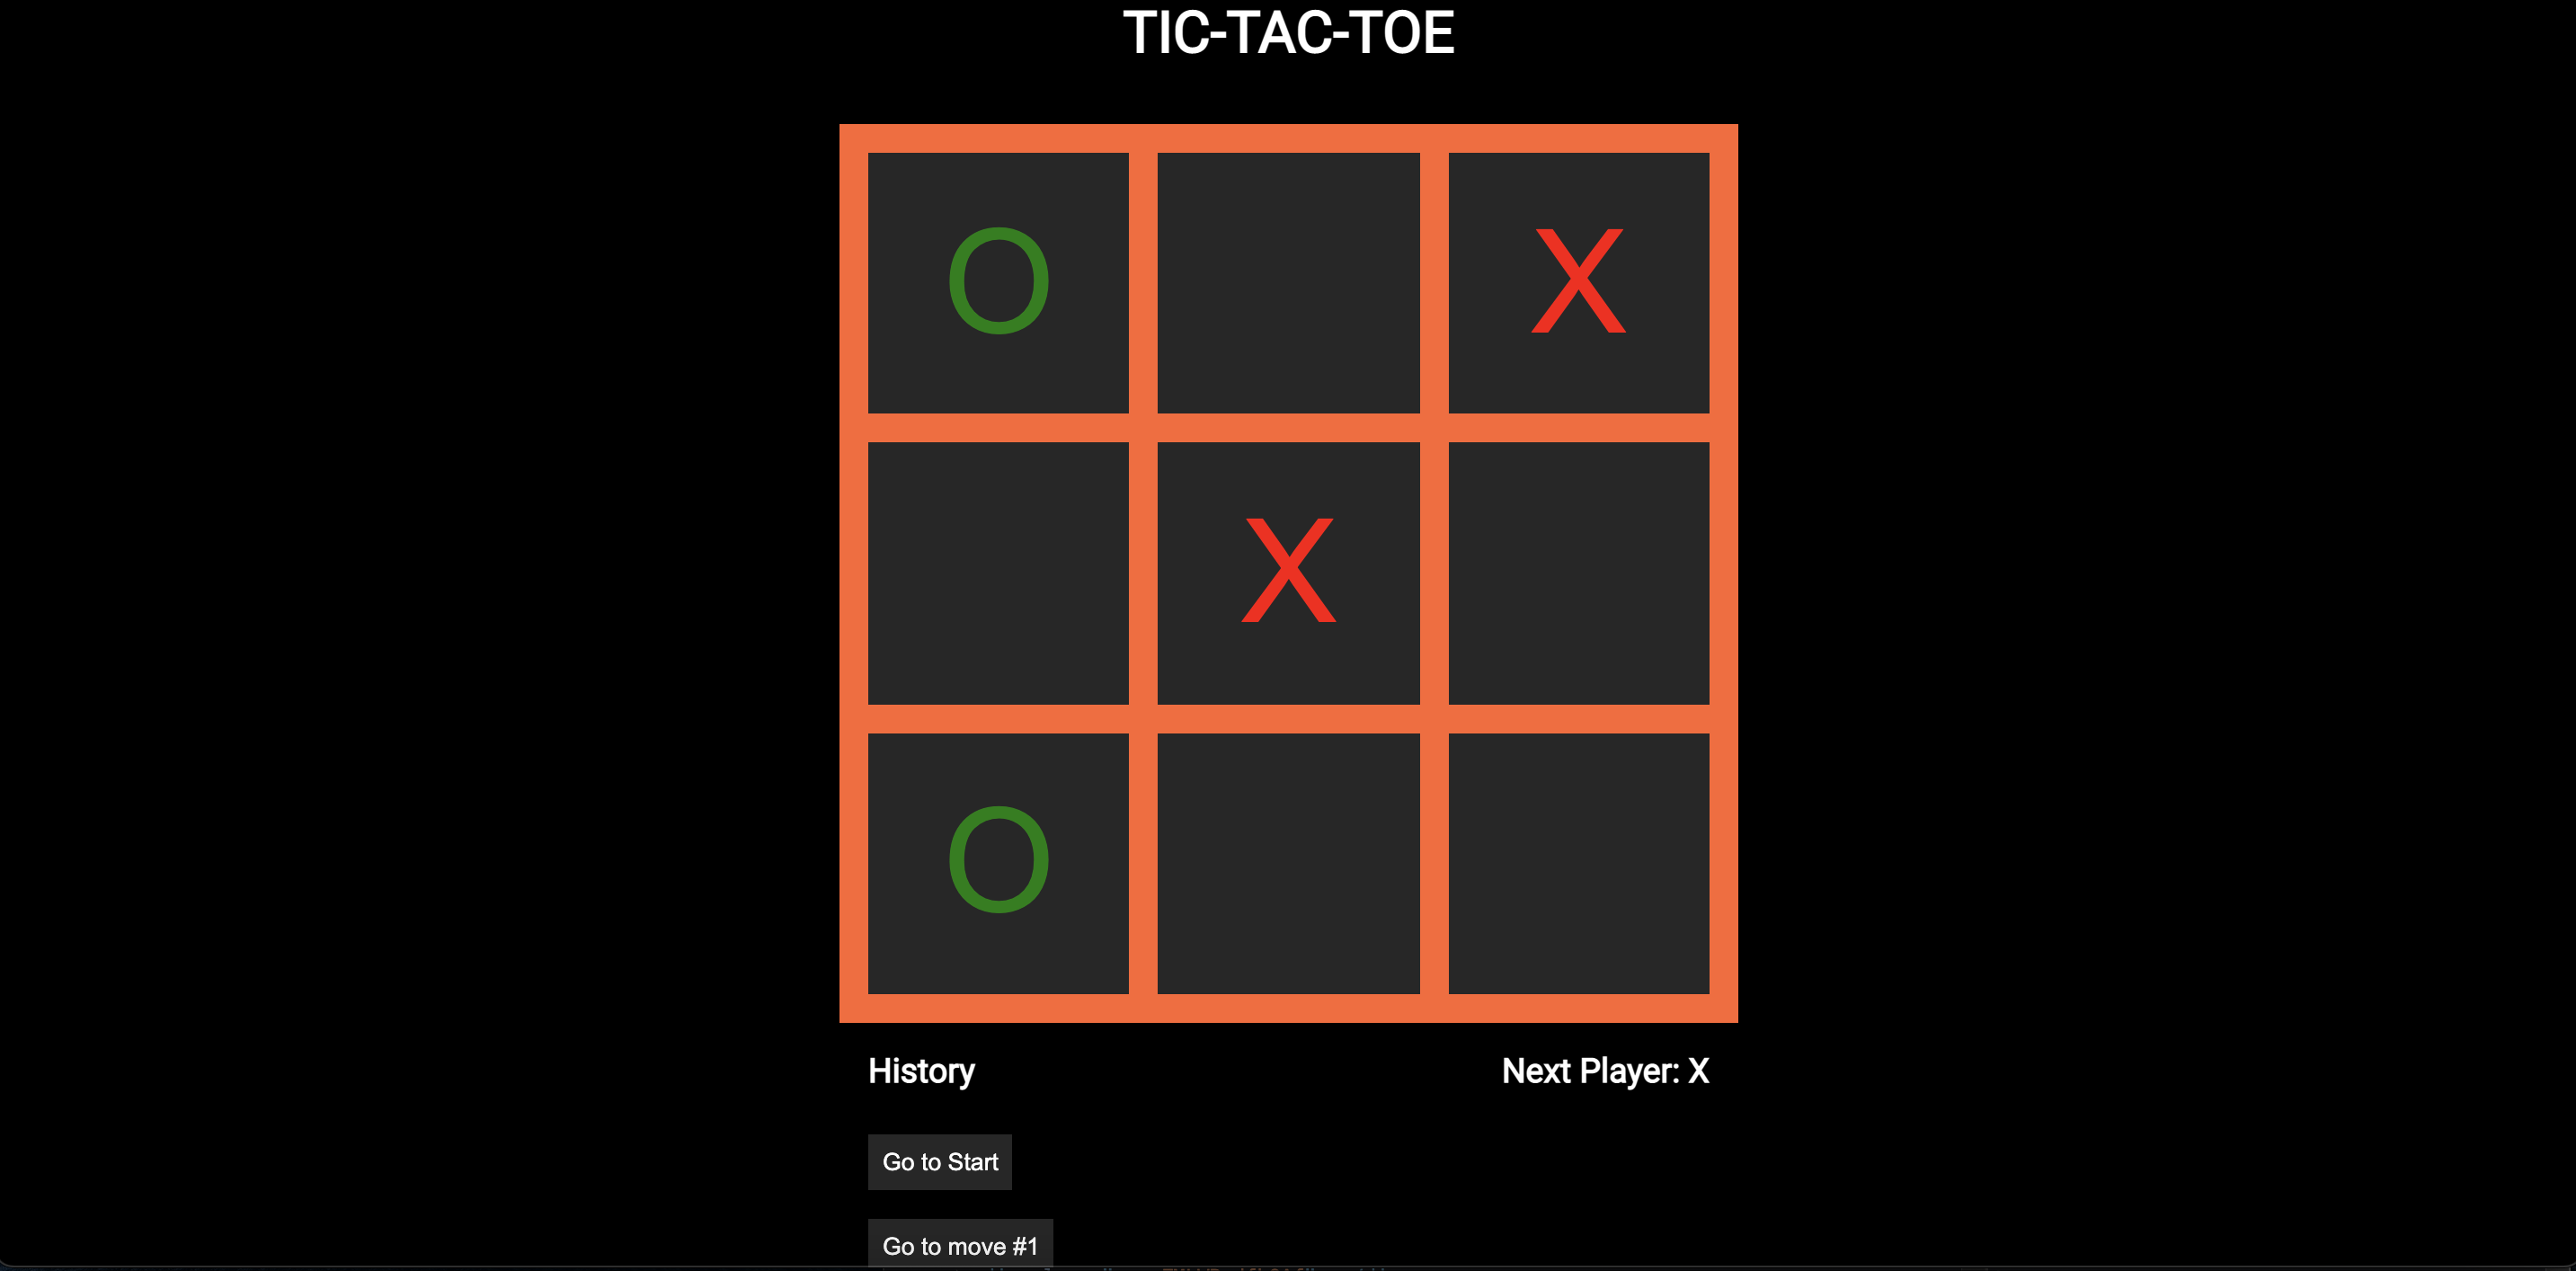 TIC-TAC-TOE
O X
X
O
History Next Player: X
Go to Start
Go to move #1